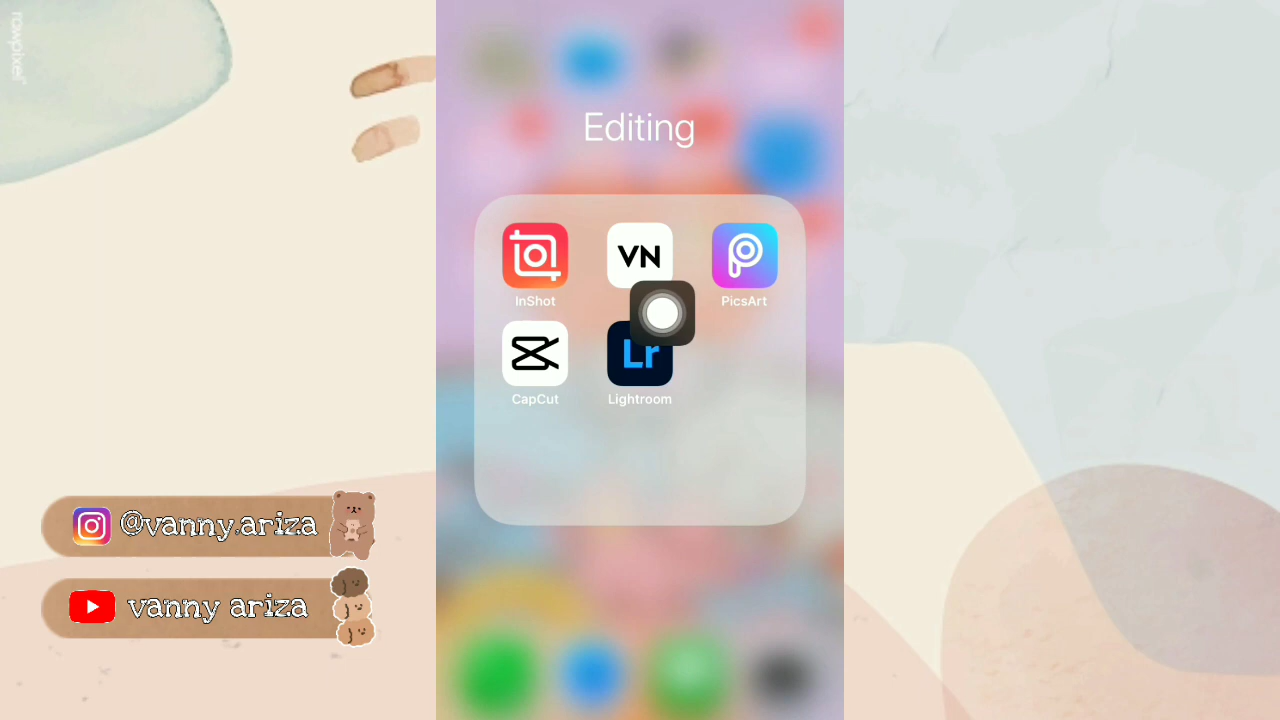 rawpixel
Editing
VN
InShot
PicsArt
Lr
CapCut
Lightroom
@vanny.ariza
vanny ariza